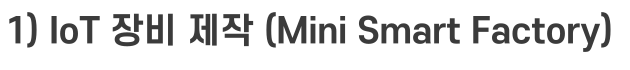 1) IoT 장비 제작 (Mini Smart Factory)